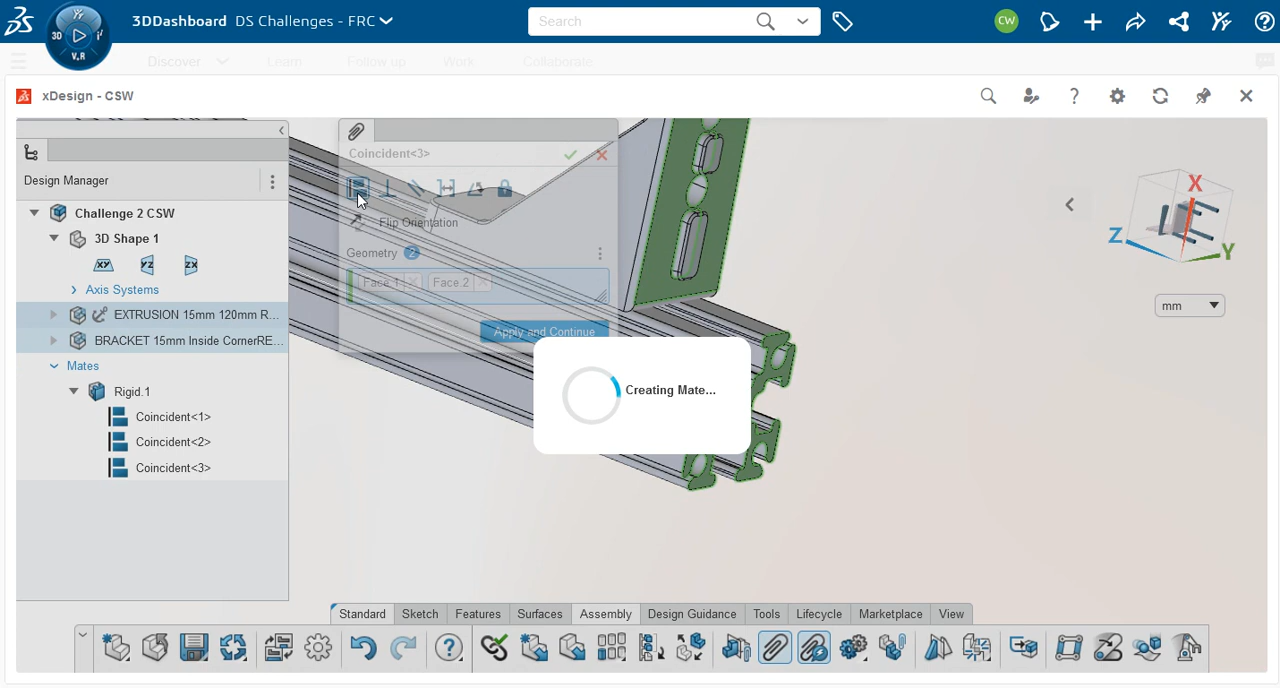 3D
V.R
3DDashboard DS Challenges - FRC
Search
CW
Discover Learn Follow up Work Collaborate
xDesign - CSW
Design Manager
Challenge 2 CSW
3D Shape 1
XY YZ ZX
Axis Systems
EXTRUSION 15mm 120mm R...
BRACKET 15mm Inside CornerRE...
Mates
Rigid.1
Coincident<1>
Coincident<2>
Coincident<3>
Coincident<3>
Flip Orientation
Geometry 2
Face.1 Face.2
Apply and Continue
Creating Mate...
X
Z
Y
mm
Standard Sketch Features Surfaces Assembly Design Guidance Tools Lifecycle Marketplace View